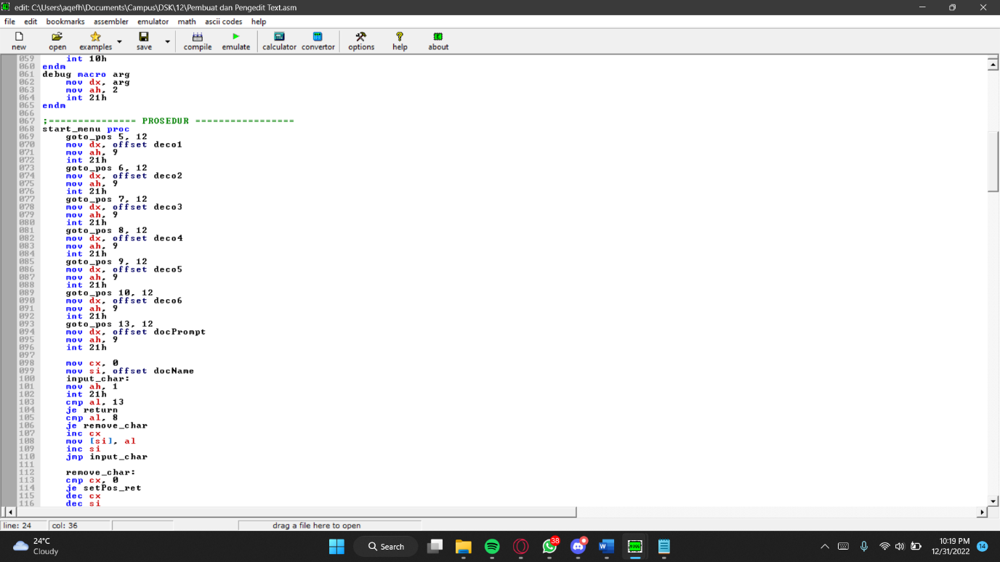 edit: C:\Users\aqefh\Documents\Campus\DSK\12\Pembuat dan Pengedit Text.asm
file edit bookmarks assembler emulator math ascii codes help
new open examples save compile emulate calculator convertor options help about
059 int 10h
060 endm
061 debug macro arg
062 mov dx, arg
063 mov ah, 2
064 int 21h
065 endm
066
067 ;=============== PROSEDUR =================
068 start_menu proc
069 goto_pos 5, 12
070 mov dx, offset deco1
071 mov ah, 9
072 int 21h
073 goto_pos 6, 12
074 mov dx, offset deco2
075 mov ah, 9
076 int 21h
077 goto_pos 7, 12
078 mov dx, offset deco3
079 mov ah, 9
080 int 21h
081 goto_pos 8, 12
082 mov dx, offset deco4
083 mov ah, 9
084 int 21h
085 goto_pos 9, 12
086 mov dx, offset deco5
087 mov ah, 9
088 int 21h
089 goto_pos 10, 12
090 mov dx, offset deco6
091 mov ah, 9
092 int 21h
093 goto_pos 13, 12
094 mov dx, offset docPrompt
095 mov ah, 9
096 int 21h
097
098 mov cx, 0
099 mov si, offset docName
100 input_char:
101 mov ah, 1
102 int 21h
103 cmp al, 13
104 je return
105 cmp al, 8
106 je remove_char
107 inc cx
108 mov [si], al
109 inc si
110 jmp input_char
111
112 remove_char:
113 cmp cx, 0
114 je setPos_ret
115 dec cx
116 dec si
line: 24 col: 36 drag a file here to open
24°C
Cloudy
Search
38
10:19 PM
12/31/2022
14